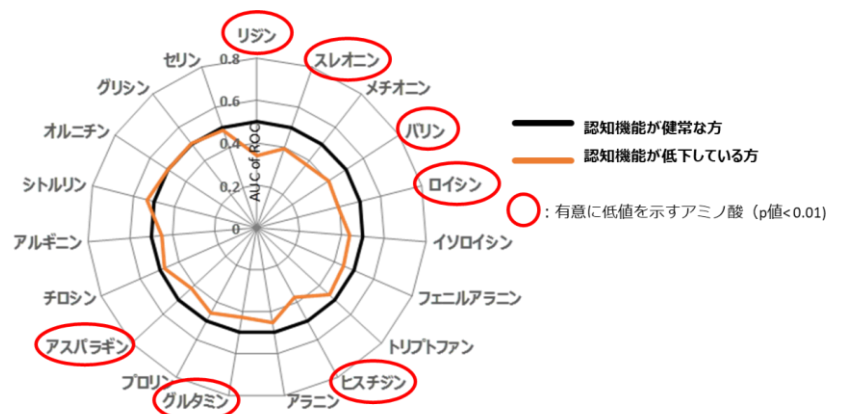 リジン
スレオニン
メチオニン
バリン
ロイシン
イソロイシン
フェニルアラニン
トリプトファン
ヒスチジン
アラニン
グルタミン
プロリン
アスパラギン
チロシン
アルギニン
シトルリン
オルニチン
グリシン
セリン
0.8
0.6
0.4
0.2
0
AUC of ROC
認知機能が健常な方
認知機能が低下している方
：有意に低値を示すアミノ酸（p値< 0.01)